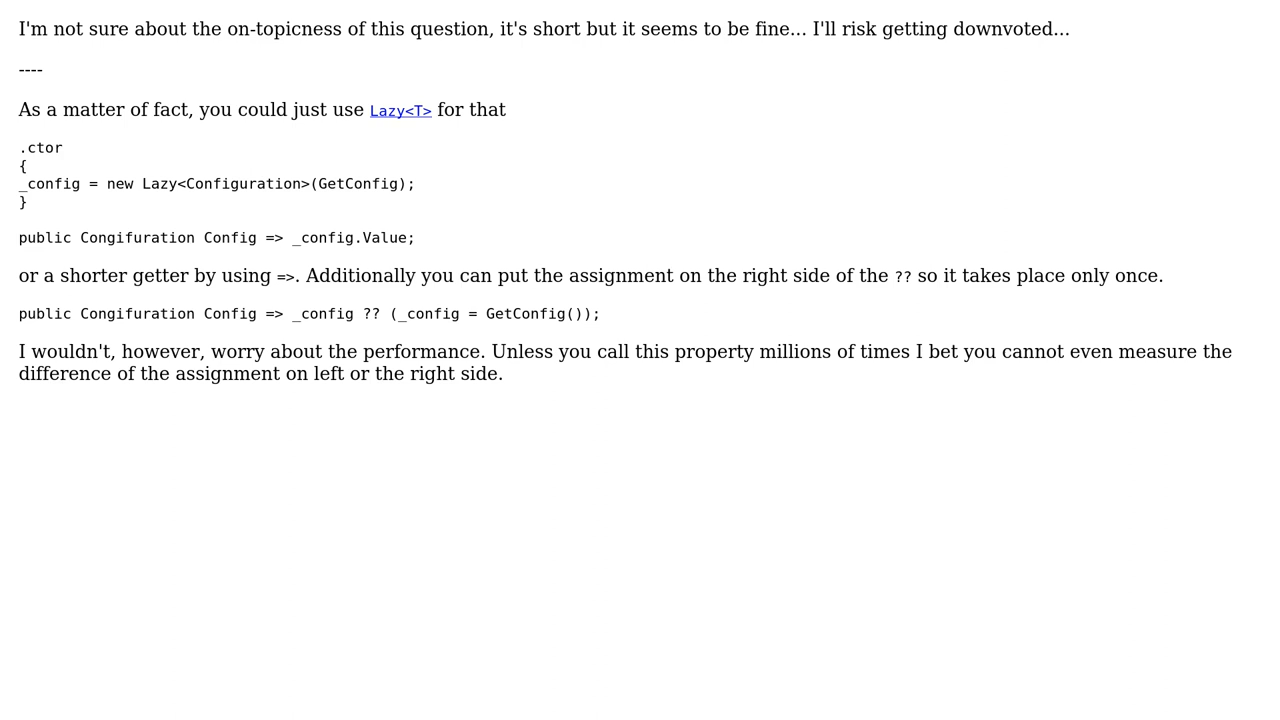 I'm not sure about the on-topicness of this question, it's short but it seems to be fine... I'll risk getting downvoted...
----
As a matter of fact, you could just use Lazy<T> for that
.ctor
{
_config = new Lazy<Configuration>(GetConfig);
}
public Congifuration Config => _config.Value;
or a shorter getter by using =>. Additionally you can put the assignment on the right side of the ?? so it takes place only once.
public Congifuration Config => _config ?? (_config = GetConfig());
I wouldn't, however, worry about the performance. Unless you call this property millions of times I bet you cannot even measure the
difference of the assignment on left or the right side.